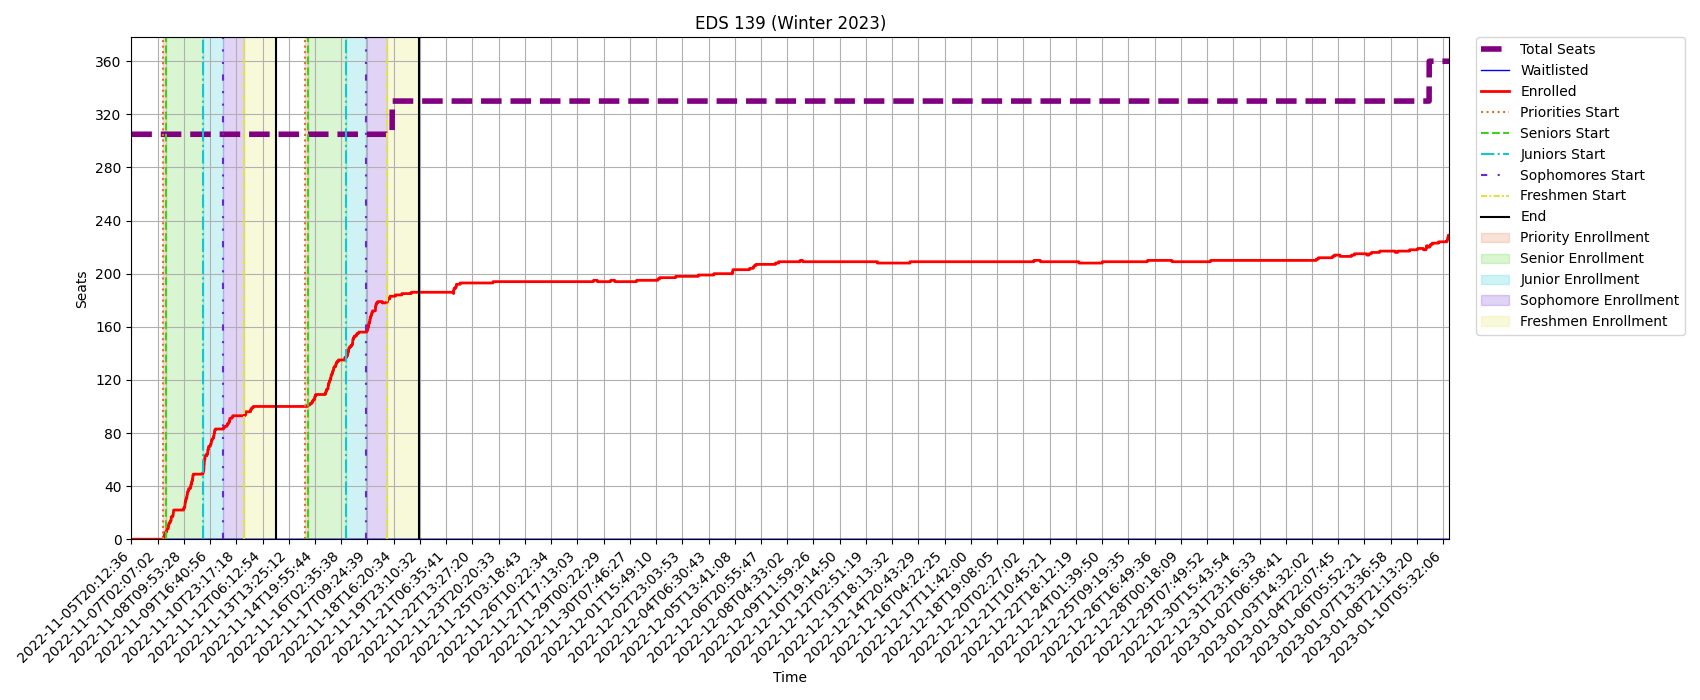 EDS 139 (Winter 2023)
Seats
360
320
280
240
200
160
120
80
40
0
2022-11-05T20:12:36
2022-11-07T02:07:02
2022-11-08T09:53:28
2022-11-09T16:40:56
2022-11-10T23:17:18
2022-11-12T06:12:54
2022-11-13T13:25:12
2022-11-14T19:55:44
2022-11-16T02:35:38
2022-11-17T09:24:39
2022-11-18T16:20:34
2022-11-19T23:10:32
2022-11-21T06:35:41
2022-11-22T13:27:20
2022-11-23T20:20:33
2022-11-25T03:18:43
2022-11-26T10:22:34
2022-11-27T17:13:03
2022-11-29T00:22:29
2022-11-30T07:46:27
2022-12-01T15:49:10
2022-12-02T23:03:53
2022-12-04T06:30:43
2022-12-05T13:41:08
2022-12-06T20:55:47
2022-12-08T04:33:02
2022-12-09T11:59:26
2022-12-10T19:14:50
2022-12-12T02:51:19
2022-12-13T18:13:32
2022-12-14T20:43:29
2022-12-16T04:22:25
2022-12-17T11:42:00
2022-12-18T19:08:05
2022-12-20T02:27:02
2022-12-21T10:45:21
2022-12-22T18:12:19
2022-12-24T01:39:50
2022-12-25T09:19:35
2022-12-26T16:49:36
2022-12-28T00:18:09
2022-12-29T07:49:52
2022-12-30T15:43:54
2022-12-31T23:16:33
2023-01-02T06:58:41
2023-01-03T14:32:02
2023-01-04T22:07:45
2023-01-06T05:52:21
2023-01-07T13:36:58
2023-01-08T21:13:20
2023-01-10T05:32:06
Time
Total Seats
Waitlisted
Enrolled
Priorities Start
Seniors Start
Juniors Start
Sophomores Start
Freshmen Start
End
Priority Enrollment
Senior Enrollment
Junior Enrollment
Sophomore Enrollment
Freshmen Enrollment